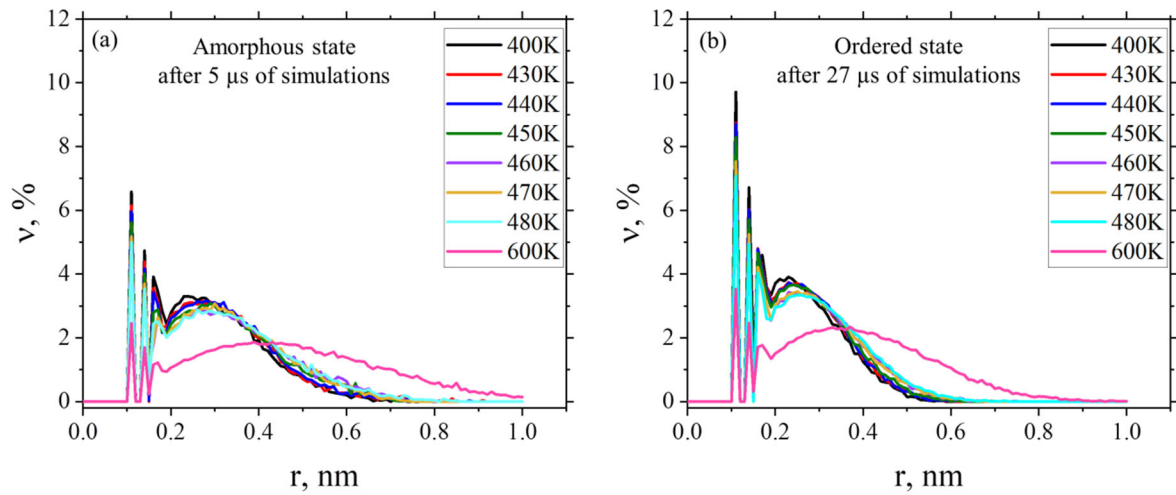 (a)
Amorphous state
after 5 µs of simulations
400K
430K
440K
450K
460K
470K
480K
600K
12
10
8
6
4
2
0
ν, %
0.0 0.2 0.4 0.6 0.8 1.0
r, nm
(b)
Ordered state
after 27 µs of simulations
400K
430K
440K
450K
460K
470K
480K
600K
12
10
8
6
4
2
0
ν, %
0.0 0.2 0.4 0.6 0.8 1.0
r, nm